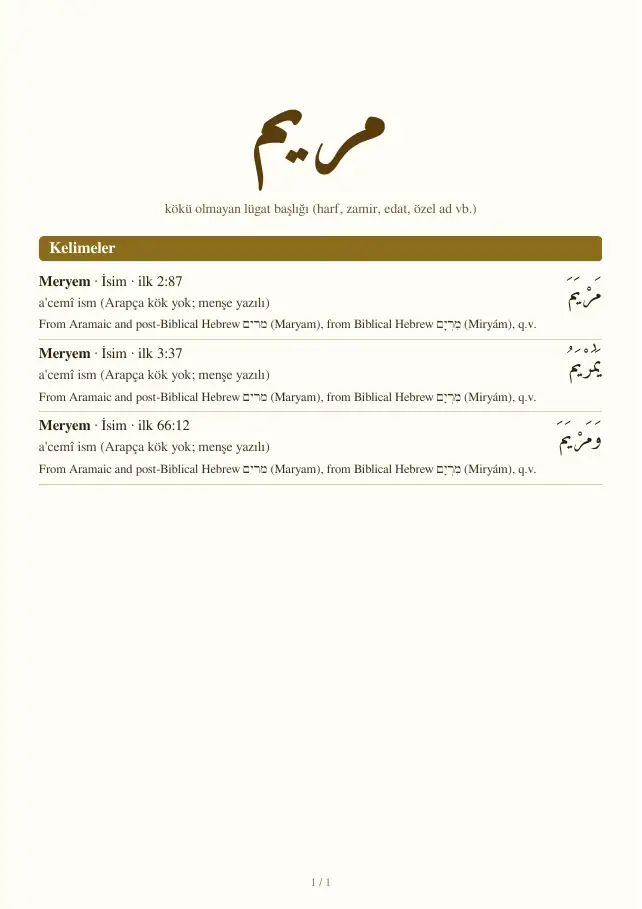 مريم
kökü olmayan lügat başlığı (harf, zamir, edat, özel ad vb.)
Kelimeler
Meryem · İsim · ilk 2:87 مَرْيَمَ
a'cemî ism (Arapça kök yok; menşe yazılı)
From Aramaic and post-Biblical Hebrew מרים (Maryam), from Biblical Hebrew מִרְיָם (Miryám), q.v.
Meryem · İsim · ilk 3:37
a'cemî ism (Arapça kök yok; menşe yazılı)
From Aramaic and post-Biblical Hebrew מרים (Maryam), from Biblical Hebrew מִרְיָם (Miryám), q.v.
Meryem · İsim · ilk 66:12 وَمَرْيَمَ
a'cemî ism (Arapça kök yok; menşe yazılı)
From Aramaic and post-Biblical Hebrew מרים (Maryam), from Biblical Hebrew מִרְיָם (Miryám), q.v.
1 / 1